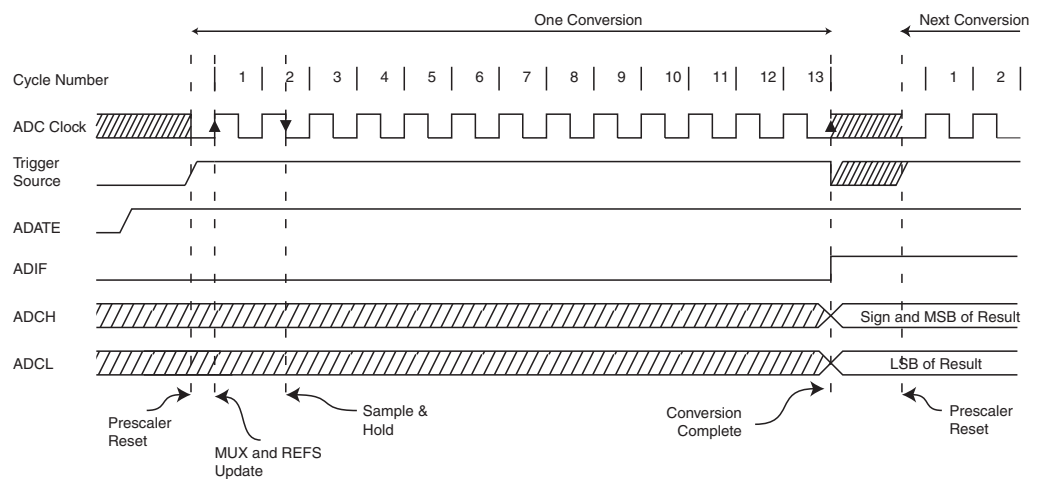 One Conversion
Next Conversion
Cycle Number
1 2 3 4 5 6 7 8 9 10 11 12 13 1 2
ADC Clock
Trigger
Source
ADATE
ADIF
ADCH
Sign and MSB of Result
ADCL
LSB of Result
Prescaler
Reset
MUX and REFS
Update
Sample &
Hold
Conversion
Complete
Prescaler
Reset